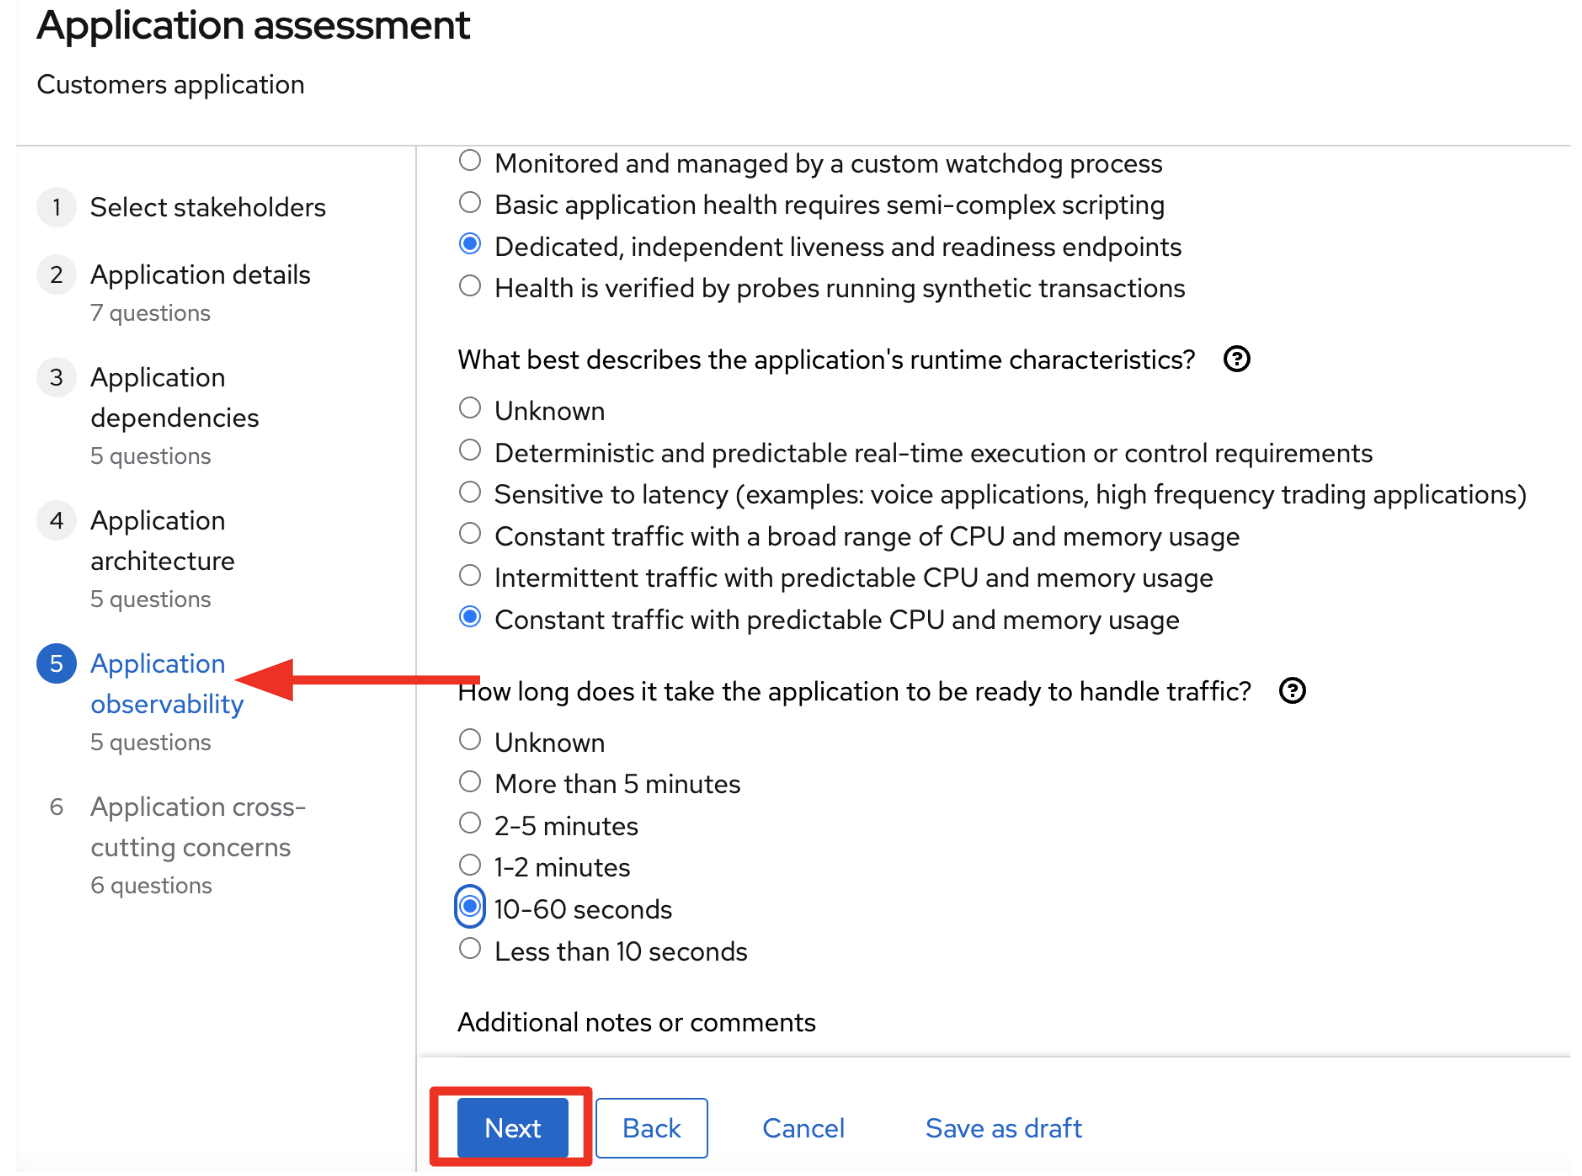 Application assessment
Customers application
1 Select stakeholders
2 Application details
7 questions
3 Application
dependencies
5 questions
4 Application
architecture
5 questions
5 Application
observability
5 questions
6 Application cross-
cutting concerns
6 questions
Monitored and managed by a custom watchdog process
Basic application health requires semi-complex scripting
Dedicated, independent liveness and readiness endpoints
Health is verified by probes running synthetic transactions
What best describes the application's runtime characteristics? ?
Unknown
Deterministic and predictable real-time execution or control requirements
Sensitive to latency (examples: voice applications, high frequency trading applications)
Constant traffic with a broad range of CPU and memory usage
Intermittent traffic with predictable CPU and memory usage
Constant traffic with predictable CPU and memory usage
How long does it take the application to be ready to handle traffic? ?
Unknown
More than 5 minutes
2-5 minutes
1-2 minutes
10-60 seconds
Less than 10 seconds
Additional notes or comments
Next Back Cancel Save as draft